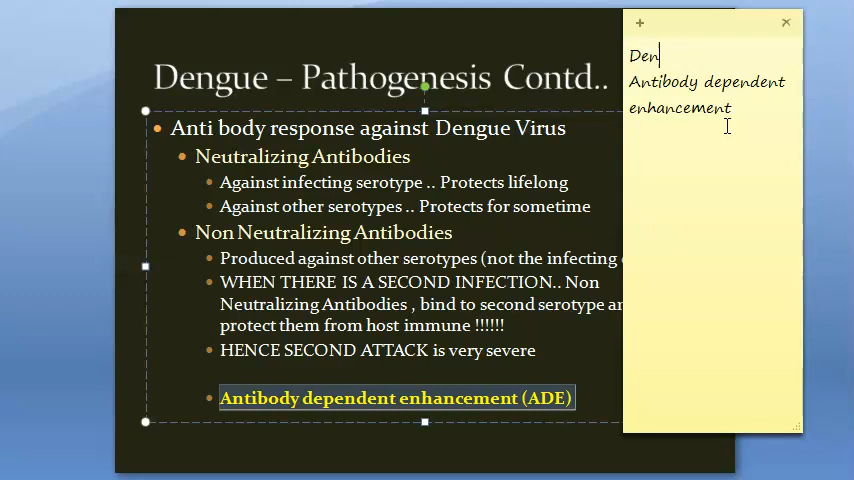 Dengue – Pathogenesis Contd..
Anti body response against Dengue Virus
Neutralizing Antibodies
Against infecting serotype .. Protects lifelong
Against other serotypes .. Protects for sometime
Non Neutralizing Antibodies
Produced against other serotypes (not the infecting
WHEN THERE IS A SECOND INFECTION.. Non
Neutralizing Antibodies , bind to second serotype
protect them from host immune !!!!!!
HENCE SECOND ATTACK is very severe
Antibody dependent enhancement (ADE)
Den
Antibody dependent
enhancement